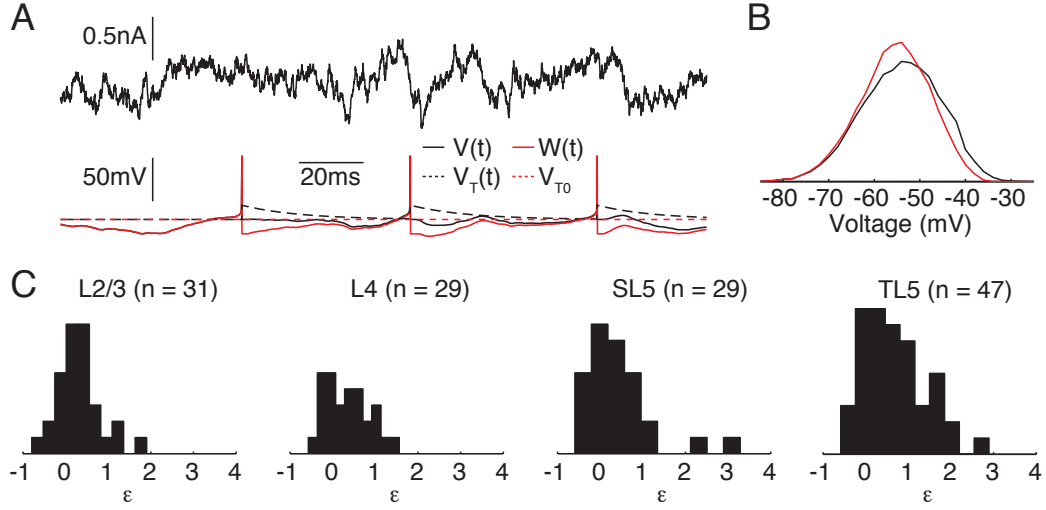 A
0.5nA
50mV
20ms
V(t)
W(t)
V_T(t)
V_T0
B
-80 -70 -60 -50 -40 -30
Voltage (mV)
C
L2/3 (n = 31)
L4 (n = 29)
SL5 (n = 29)
TL5 (n = 47)
-1 0 1 2 3 4
-1 0 1 2 3 4
-1 0 1 2 3 4
-1 0 1 2 3 4
ε
ε
ε
ε